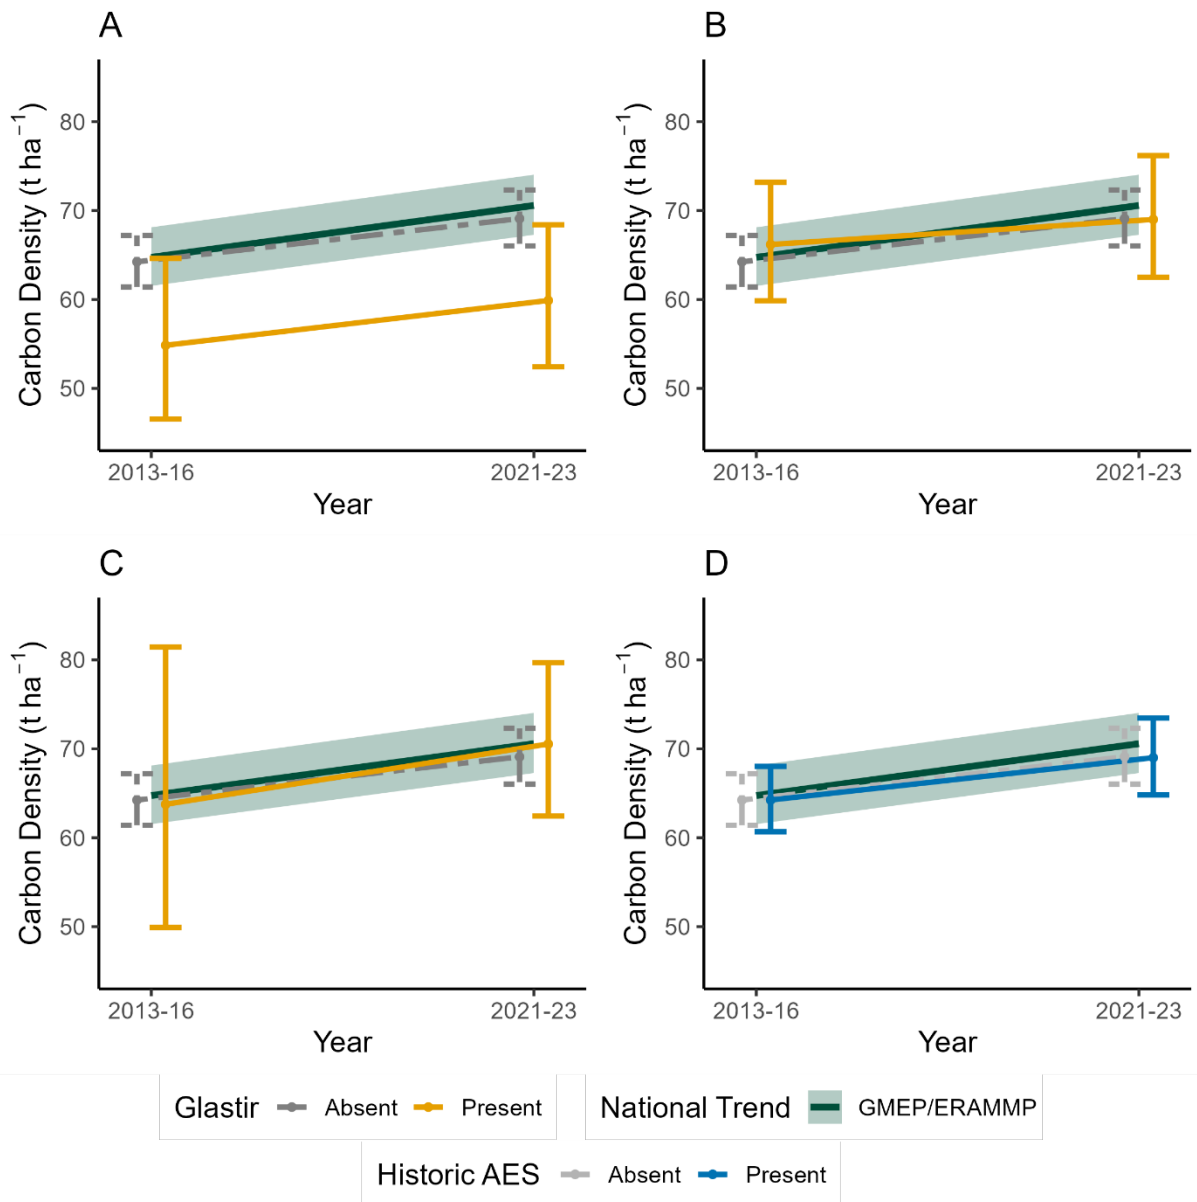 A
Carbon Density (t ha⁻¹)
80
70
60
50
2013-16
2021-23
Year
B
Carbon Density (t ha⁻¹)
80
70
60
50
2013-16
2021-23
Year
C
Carbon Density (t ha⁻¹)
80
70
60
50
2013-16
2021-23
Year
D
Carbon Density (t ha⁻¹)
80
70
60
50
2013-16
2021-23
Year
Glastir Absent Present National Trend GMEP/ERAMMP
Historic AES Absent Present